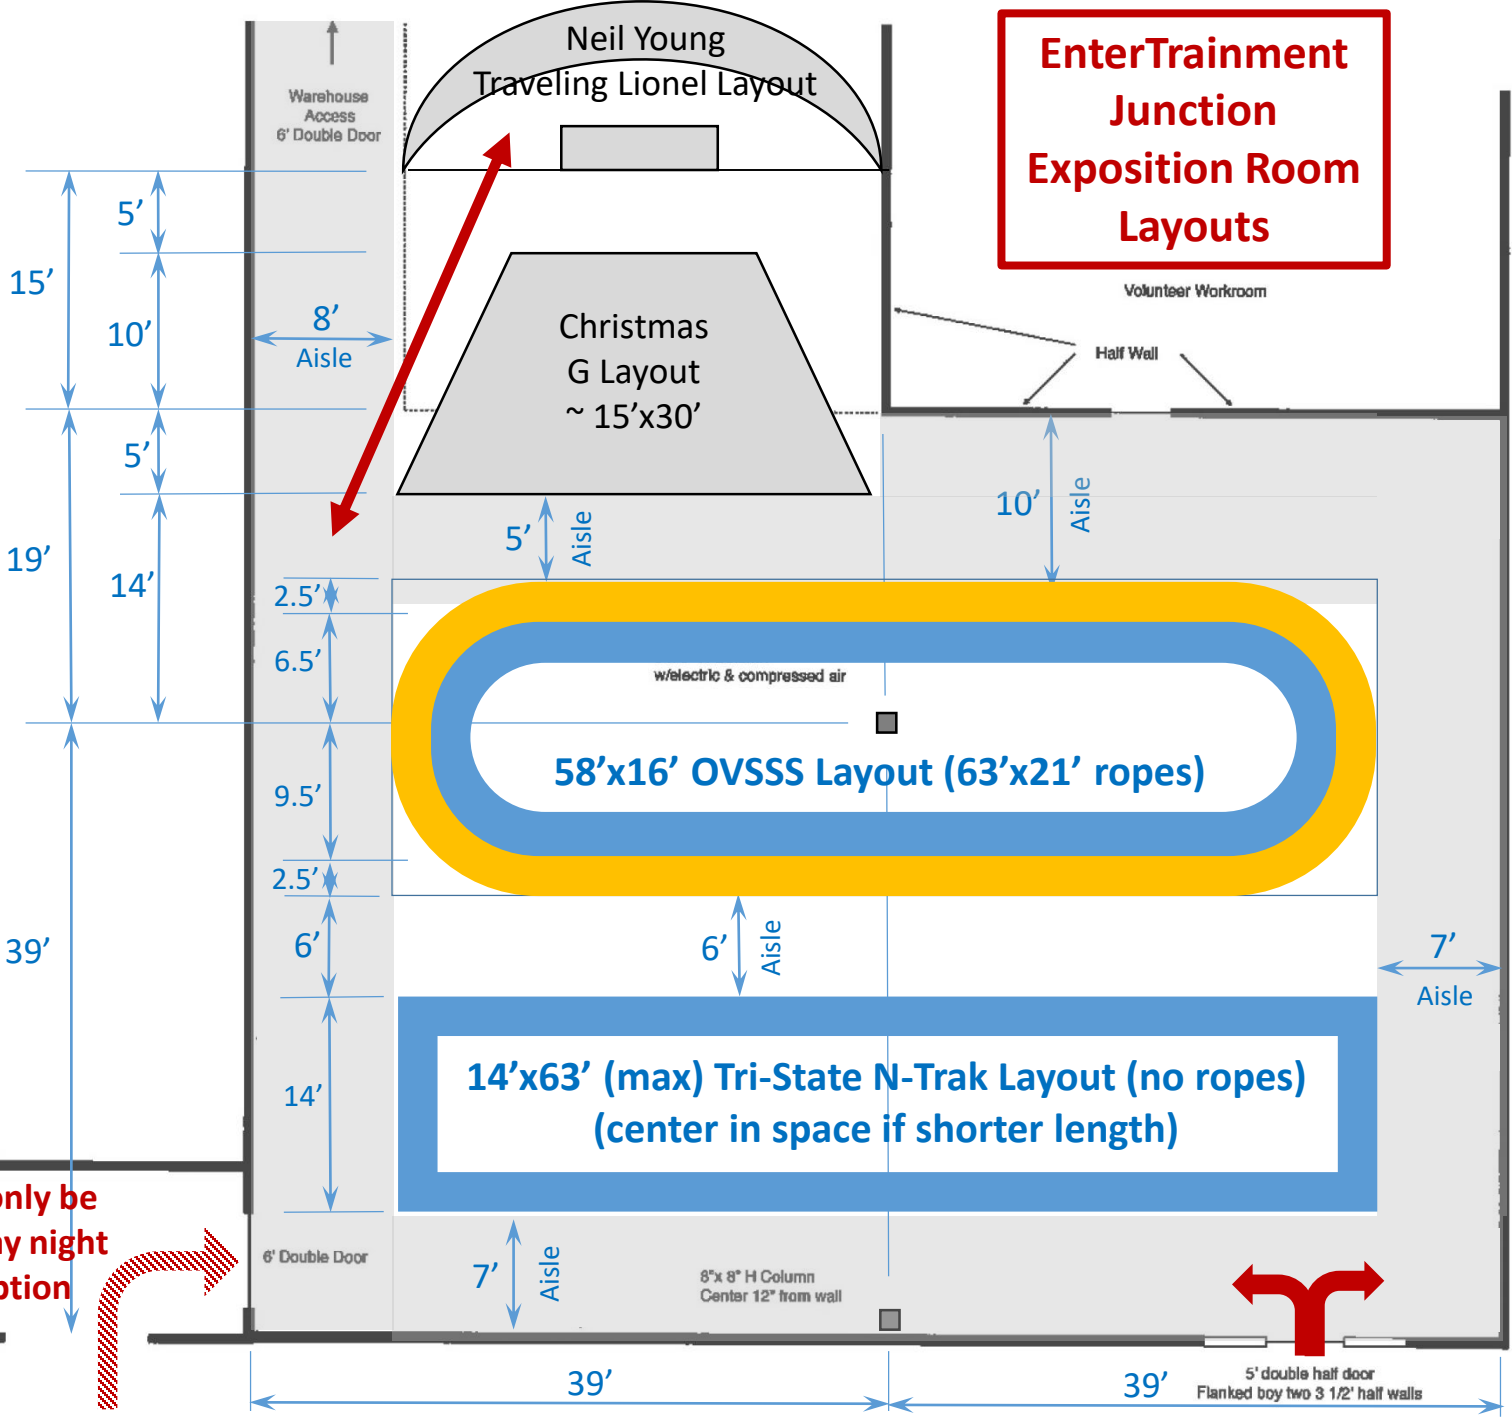 Neil Young
Traveling Lionel Layout
EnterTrainment
Junction
Exposition Room
Layouts
Warehouse
Access
6' Double Door
5’
15’
10’
8’
Aisle
Christmas
G Layout
~ 15’x30’
Volunteer Workroom
Half Wall
5’
10’
Aisle
5’
Aisle
19’
14’
2.5’
6.5’
w/electric & compressed air
58’x16’ OVSSS Layout (63’x21’ ropes)
9.5’
2.5’
39’
6’
6’
Aisle
7’
Aisle
14’x63’ (max) Tri-State N-Trak Layout (no ropes)
(center in space if shorter length)
14’
only be
ay night
ption
6' Double Door
7’
Aisle
8"x 8" H Column
Center 12" from wall
39’
39’
5' double half door
Flanked boy two 3 1/2' half walls